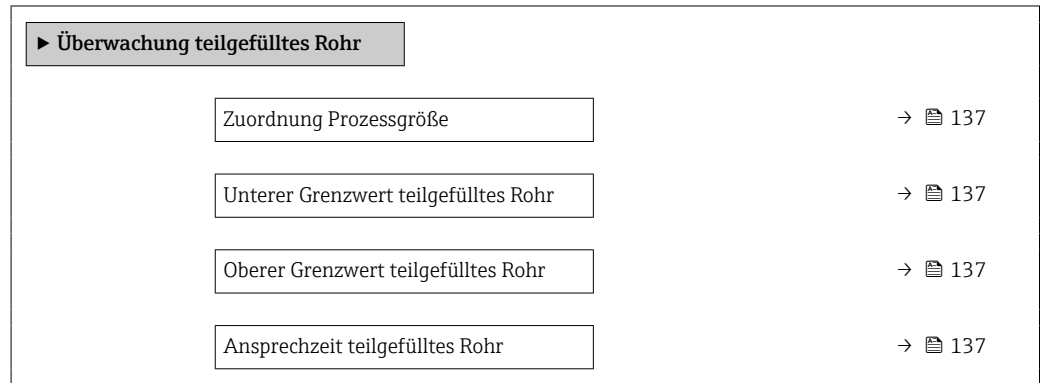 ▶ Überwachung teilgefülltes Rohr
Zuordnung Prozessgröße → 137
Unterer Grenzwert teilgefülltes Rohr → 137
Oberer Grenzwert teilgefülltes Rohr → 137
Ansprechzeit teilgefülltes Rohr → 137